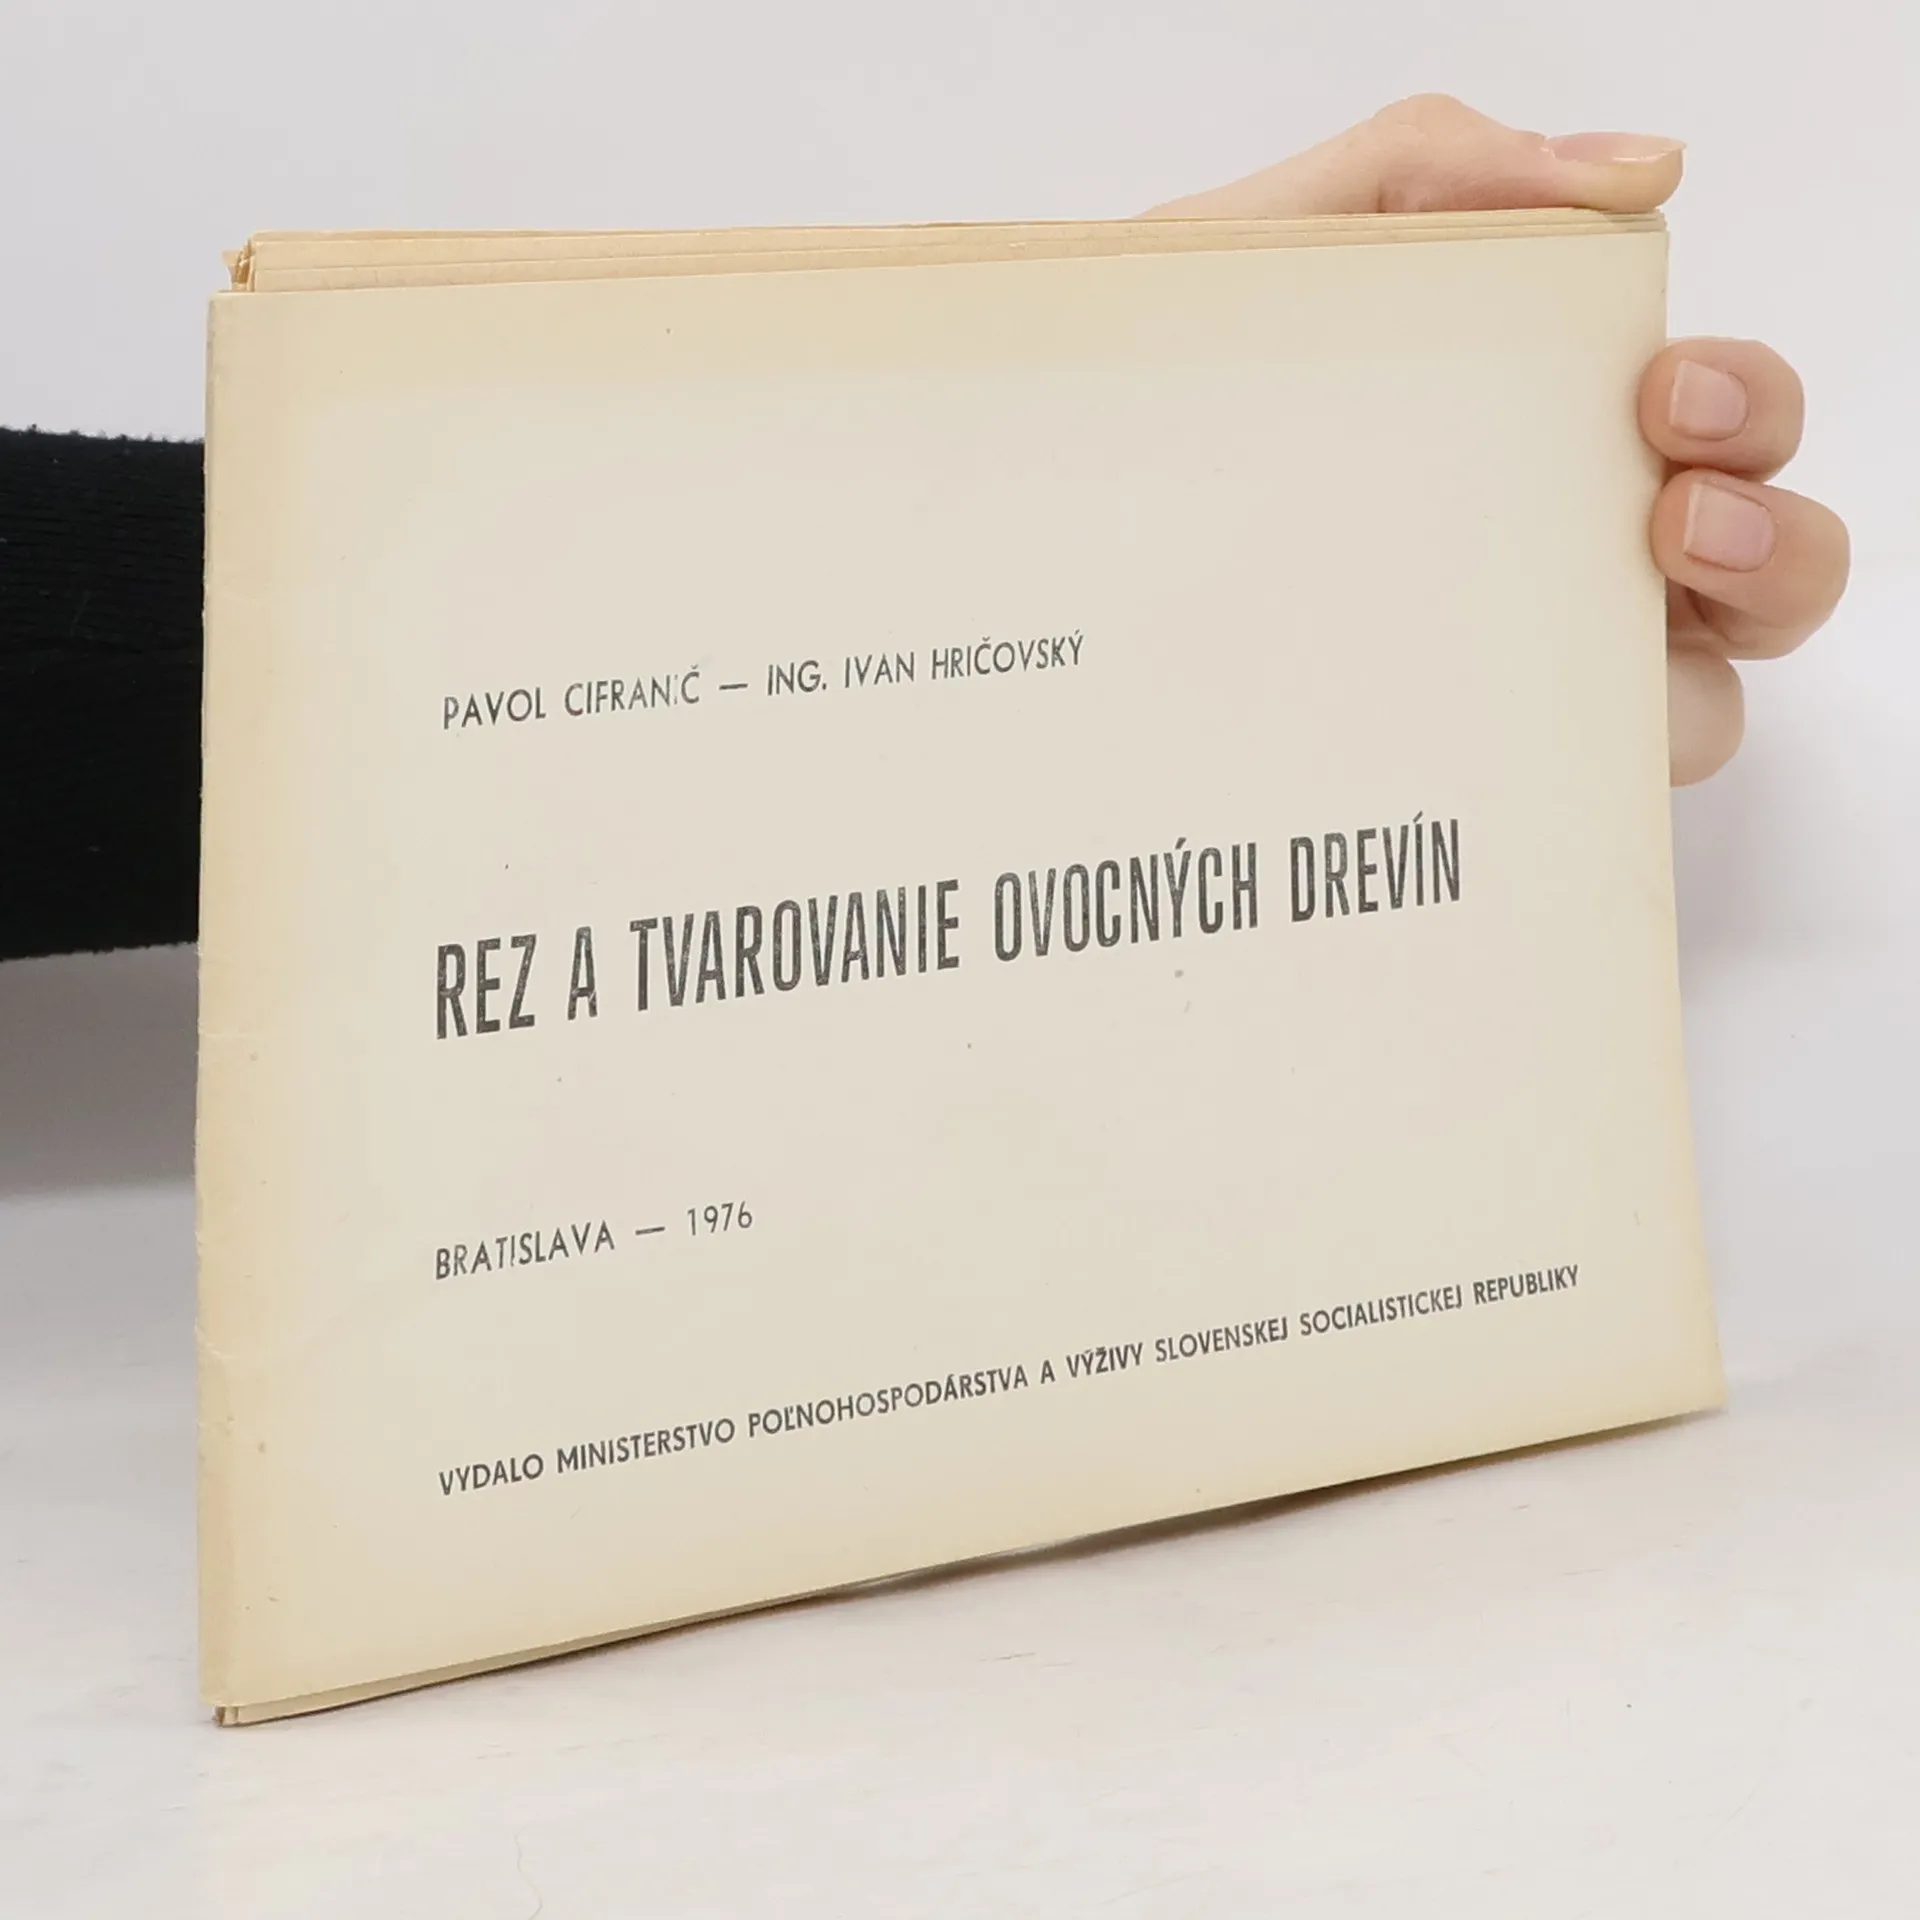 PAVOL CIFRANIČ — ING. IVAN HRIČOVSKÝ
REZ A TVAROVANIE OVOCNÝCH DREVÍN
BRATISLAVA — 1976
VYDALO MINISTERSTVO POĽNOHOSPODÁRSTVA A VÝŽIVY SLOVENSKEJ SOCIALISTICKEJ REPUBLIKY